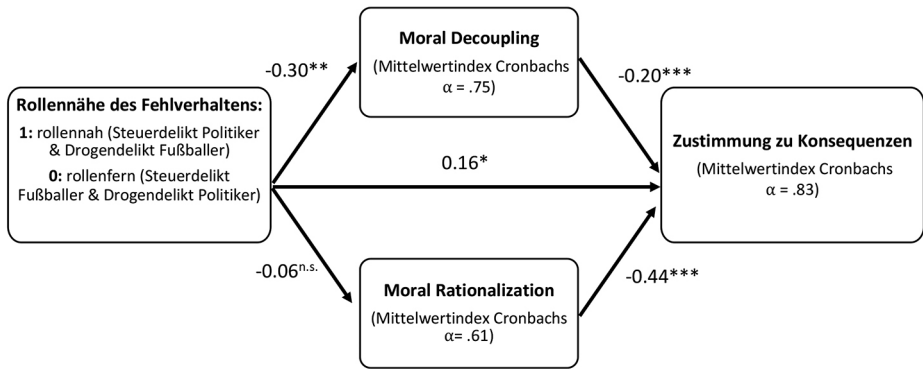 Moral Decoupling
(Mittelwertindex Cronbachs
α = .75)
-0.30**
-0.20***
Rollennähe des Fehlverhaltens:
1: rollennah (Steuerdelikt Politiker
& Drogendelikt Fußballer)
0: rollenfern (Steuerdelikt
Fußballer & Drogendelikt Politiker)
0.16*
Zustimmung zu Konsequenzen
(Mittelwertindex Cronbachs
α = .83)
-0.06n.s.
-0.44***
Moral Rationalization
(Mittelwertindex Cronbachs
α= .61)